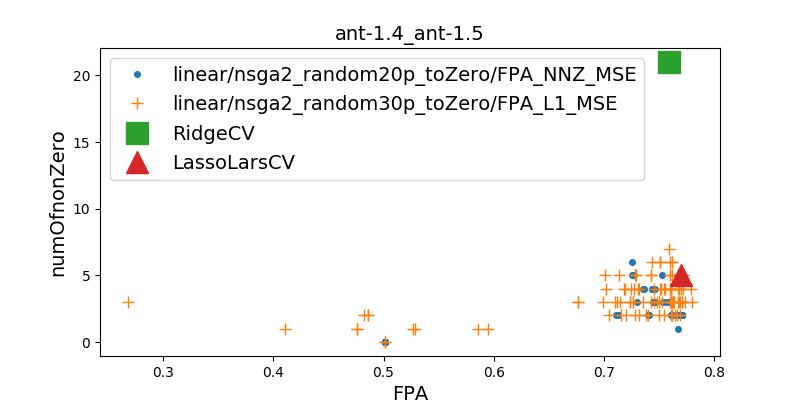 ant-1.4_ant-1.5
numOfnonZero
20
15
10
5
0
linear/nsga2_random20p_toZero/FPA_NNZ_MSE
linear/nsga2_random30p_toZero/FPA_L1_MSE
RidgeCV
LassoLarsCV
0.3 0.4 0.5 0.6 0.7 0.8
FPA